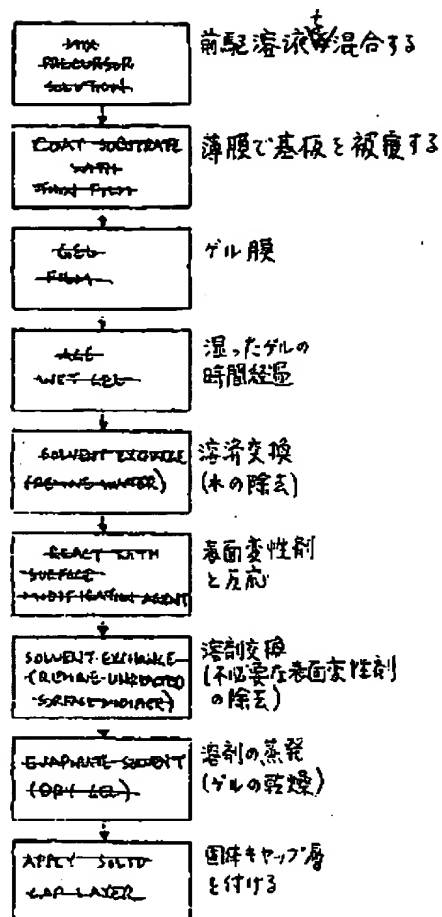 MIX
PRECURSOR
SOLUTION
前駆溶液を混合する
COAT SUBSTRATE
WITH
THIN FILM
薄膜で基板を被覆する
GEL
FILM
ゲル膜
AGE
WET GEL
湿ったゲルの
時間経過
SOLVENT EXCHANGE
(REMOVE WATER)
溶済交換
(水の除去)
REACT WITH
SURFACE
MODIFICATION AGENT
表面変性剤
と反応
SOLVENT EXCHANGE
(REMOVE UNREACTED
SURFACE MODIFIER)
溶剤交換
(不必要な表面変性剤
の除去)
EVAPORATE SOLVENT
(DRY GEL)
溶剤の蒸発
(ゲルの乾燥)
APPLY SOLID
CAP LAYER
固体キャップ層
を付ける